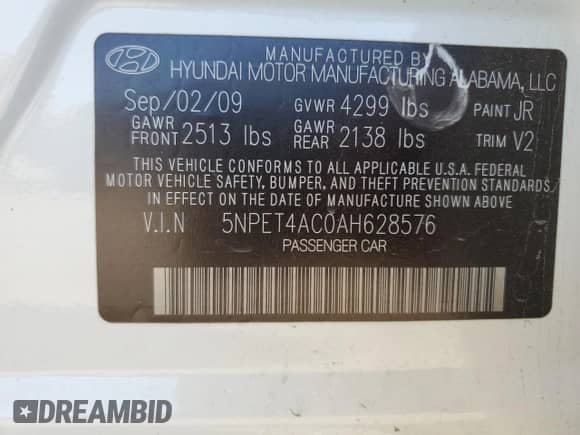 MANUFACTURED BY
HYUNDAI MOTOR MANUFACTURING ALABAMA, LLC
Sep/02/09 GVWR 4299 lbs PAINT JR
GAWR FRONT 2513 lbs GAWR REAR 2138 lbs TRIM V2
THIS VEHICLE CONFORMS TO ALL APPLICABLE U.S.A. FEDERAL
MOTOR VEHICLE SAFETY, BUMPER, AND THEFT PREVENTION STANDARDS
IN EFFECT ON THE DATE OF MANUFACTURE SHOWN ABOVE
V.I.N 5NPET4AC0AH628576
PASSENGER CAR
DREAMBID